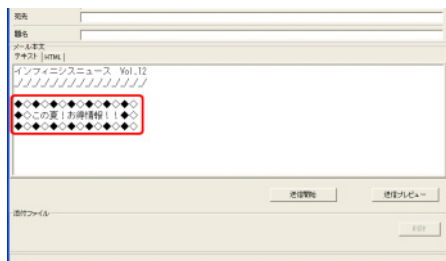 宛先
題名
メール本文
テキスト HTML
インフィニシスニュース Vol.12
_/_/_/_/_/_/_/_/_/_/_/_/_/_/_/
◆◇◆◇◆◇◆◇◆◇◆◇◆◇
◆◇この夏!お得情報!!◆◇
◆◇◆◇◆◇◆◇◆◇◆◇◆◇
送信開始 送信プレビュー
添付ファイル